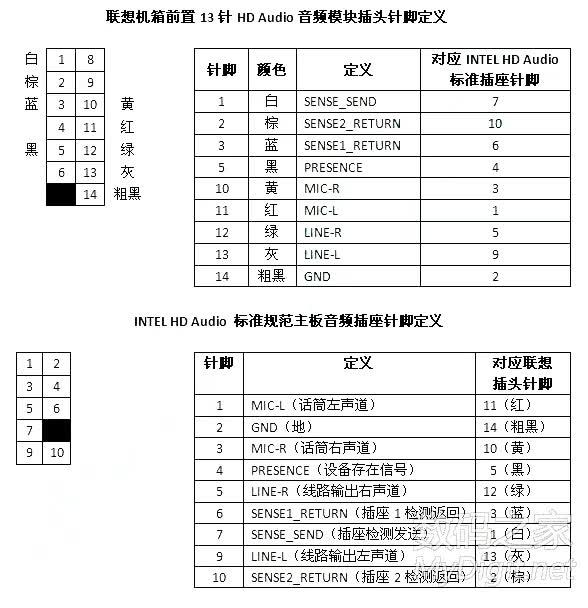 联想机箱前置 13 针 HD Audio 音频模块插头针脚定义
白 1 8
棕 2 9
蓝 3 10 黄
4 11 红
黑 5 12 绿
6 13 灰
14 粗黑
针脚 颜色 定义 对应 INTEL HD Audio 标准插座针脚
1 白 SENSE_SEND 7
2 棕 SENSE2_RETURN 10
3 蓝 SENSE1_RETURN 6
5 黑 PRESENCE 4
10 黄 MIC-R 3
11 红 MIC-L 1
12 绿 LINE-R 5
13 灰 LINE-L 9
14 粗黑 GND 2
INTEL HD Audio 标准规范主板音频插座针脚定义
1 2
3 4
5 6
7
9 10
针脚 定义 对应联想插头针脚
1 MIC-L（话筒左声道） 11（红）
2 GND（地） 14（粗黑）
3 MIC-R（话筒右声道） 10（黄）
4 PRESENCE（设备存在信号） 5（黑）
5 LINE-R（线路输出右声道） 12（绿）
6 SENSE1_RETURN（插座 1 检测返回） 3（蓝）
7 SENSE_SEND（插座检测发送） 1（白）
9 LINE-L（线路输出左声道） 13（灰）
10 SENSE2_RETURN（插座 2 检测返回） 2（棕）
数码之家
MyDigit.net